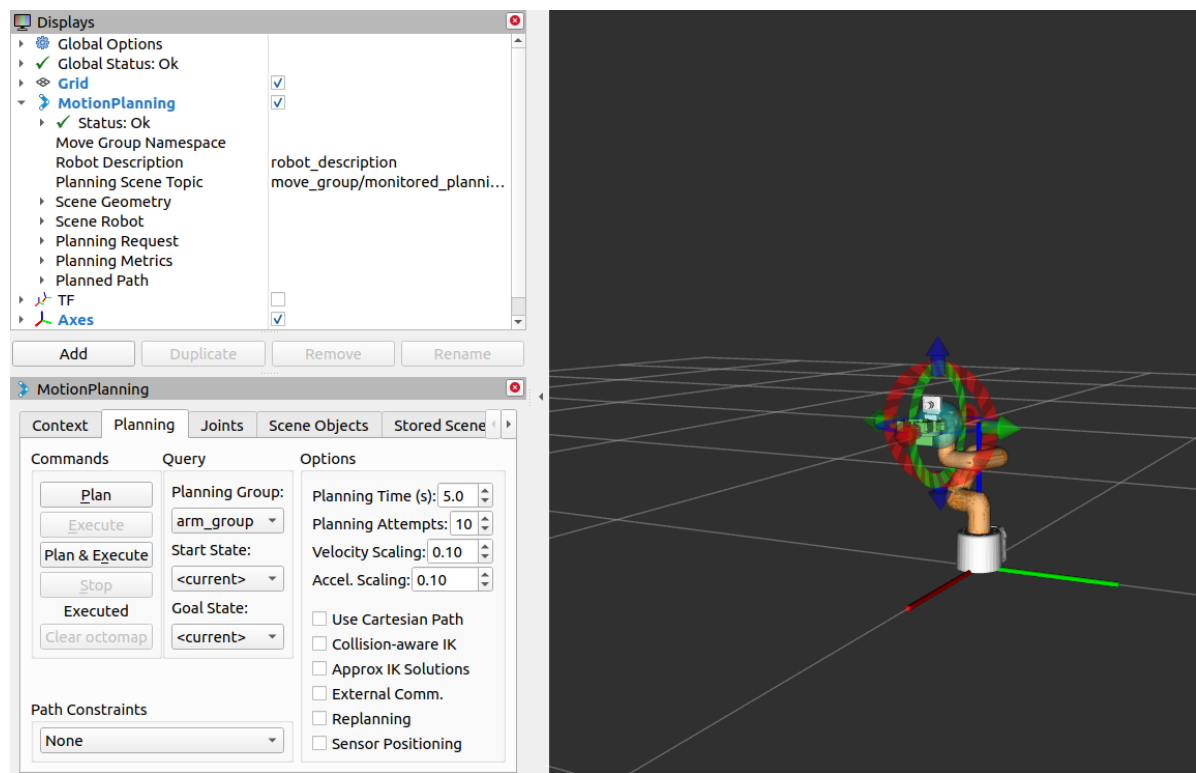 Displays
Global Options
Global Status: Ok
Grid
MotionPlanning
Status: Ok
Move Group Namespace
Robot Description robot_description
Planning Scene Topic move_group/monitored_planni...
Scene Geometry
Scene Robot
Planning Request
Planning Metrics
Planned Path
TF
Axes
Add Duplicate Remove Rename
MotionPlanning
Context Planning Joints Scene Objects Stored Scene
Commands Query Options
Plan
Execute
Plan & Execute
Stop
Executed
Clear octomap
Planning Group:
arm_group
Start State:
<current>
Goal State:
<current>
Planning Time (s): 5.0
Planning Attempts: 10
Velocity Scaling: 0.10
Accel. Scaling: 0.10
Use Cartesian Path
Collision-aware IK
Approx IK Solutions
External Comm.
Replanning
Sensor Positioning
Path Constraints
None